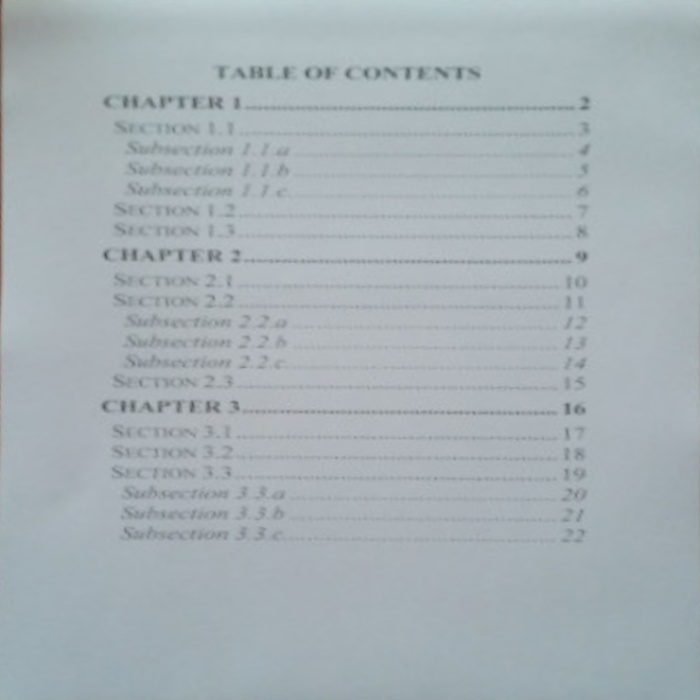 TABLE OF CONTENTS
CHAPTER 1........................................................2
SECTION 1.1........................................................3
Subsection 1.1.a........................................................4
Subsection 1.1.b........................................................5
Subsection 1.1.c........................................................6
SECTION 1.2........................................................7
SECTION 1.3........................................................8
CHAPTER 2........................................................9
SECTION 2.1........................................................10
SECTION 2.2........................................................11
Subsection 2.2.a........................................................12
Subsection 2.2.b........................................................13
Subsection 2.2.c........................................................14
SECTION 2.3........................................................15
CHAPTER 3........................................................16
SECTION 3.1........................................................17
SECTION 3.2........................................................18
SECTION 3.3........................................................19
Subsection 3.3.a........................................................20
Subsection 3.3.b........................................................21
Subsection 3.3.c........................................................22